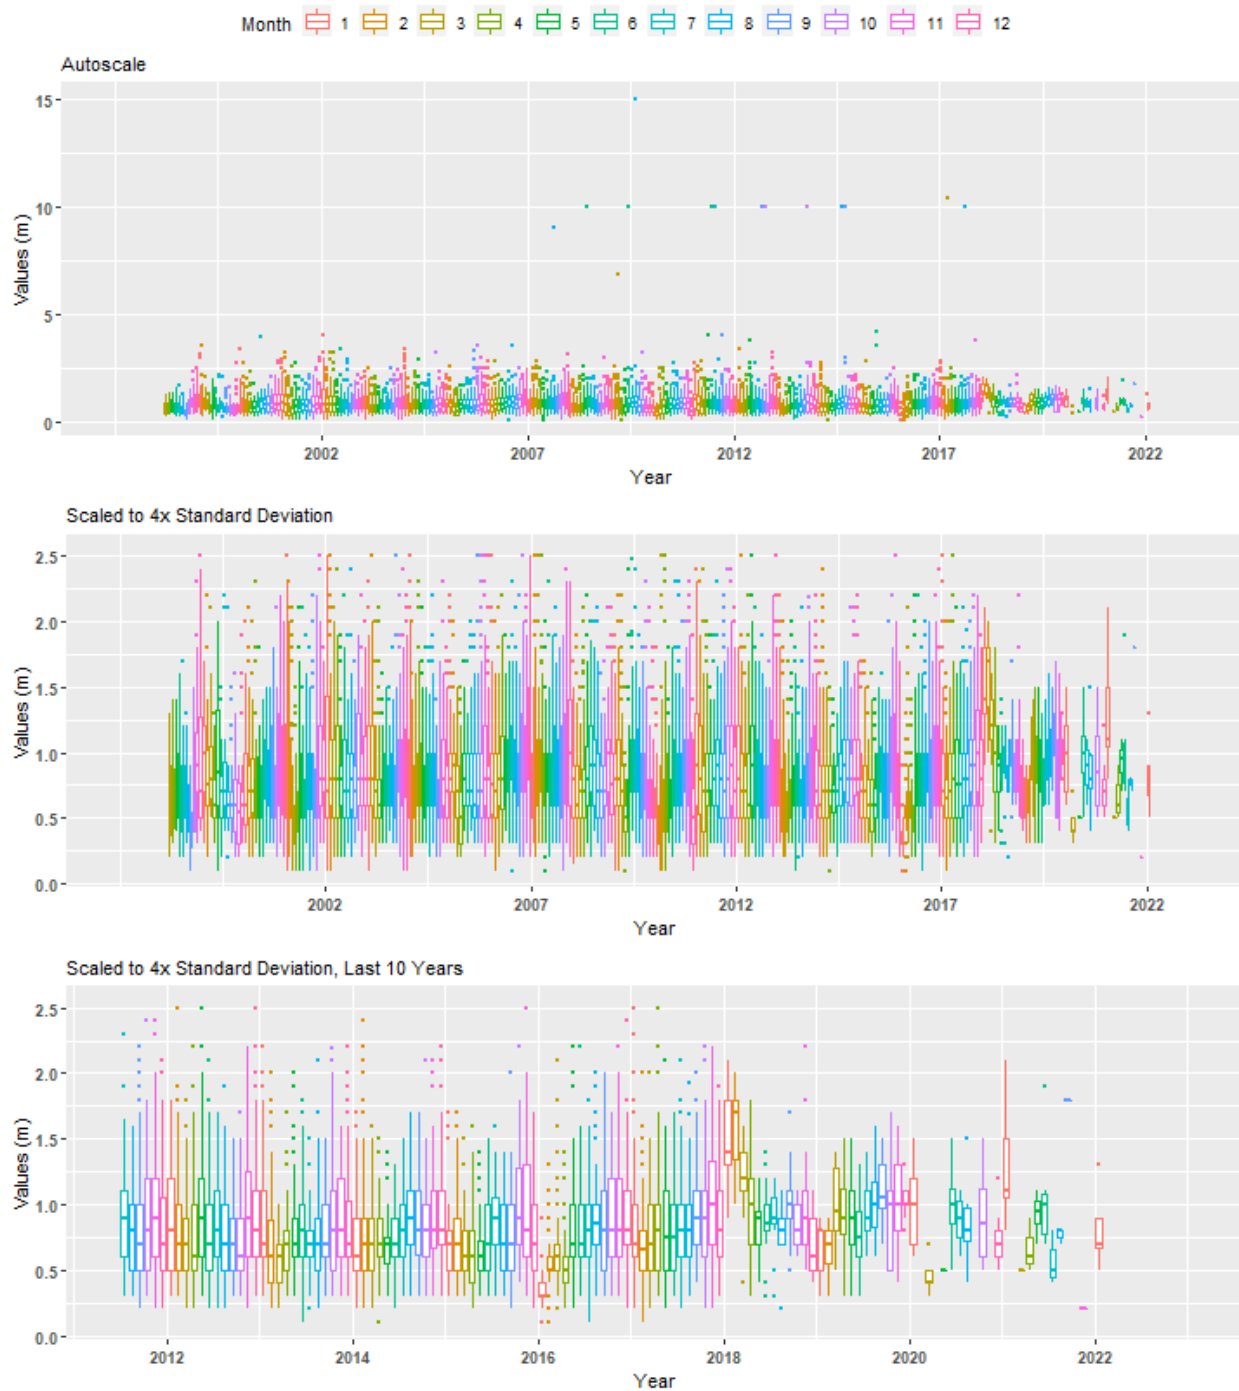 Month 1 2 3 4 5 6 7 8 9 10 11 12
Autoscale
15
10
5
0
Values (m)
2002 2007 2012 2017 2022
Year
Scaled to 4x Standard Deviation
2.5
2.0
1.5
1.0
0.5
0.0
Values (m)
2002 2007 2012 2017 2022
Year
Scaled to 4x Standard Deviation, Last 10 Years
2.5
2.0
1.5
1.0
0.5
0.0
Values (m)
2012 2014 2016 2018 2020 2022
Year